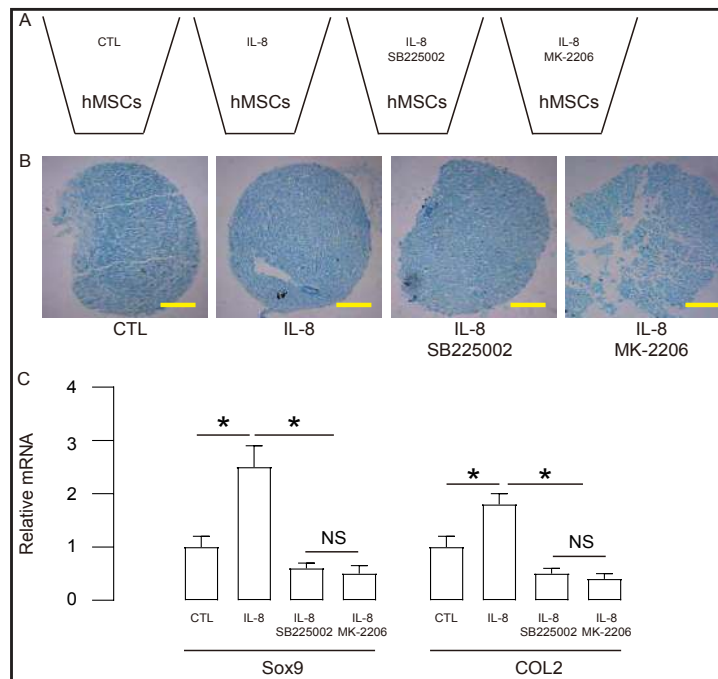 A
CTL IL-8 IL-8 IL-8
SB225002 MK-2206
hMSCs hMSCs hMSCs hMSCs
B
CTL IL-8 IL-8 IL-8
SB225002 MK-2206
C
Relative mRNA
4
3
2
1
0
* *
NS
* *
NS
CTL IL-8 IL-8 IL-8 CTL IL-8 IL-8 IL-8
SB225002 MK-2206 SB225002 MK-2206
Sox9 COL2